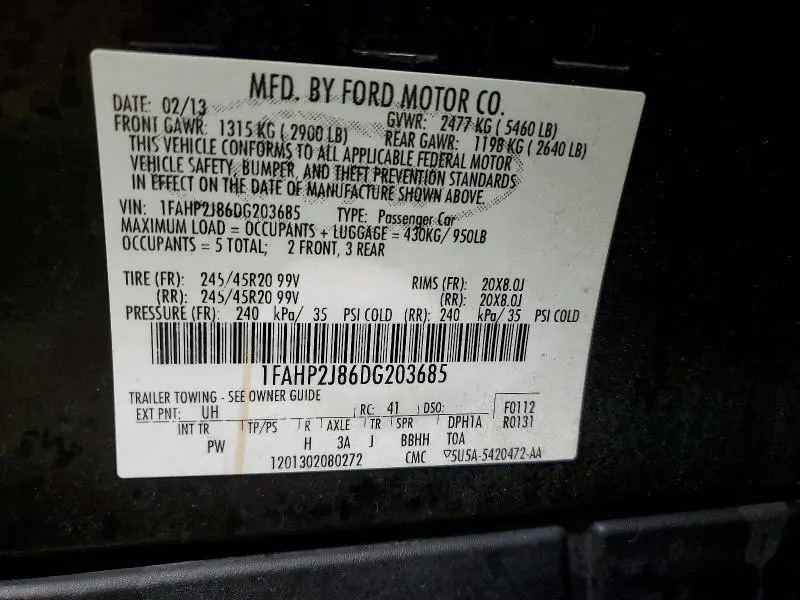 MFD. BY FORD MOTOR CO.
DATE: 02/13 GVWR: 2477 KG ( 5460 LB)
FRONT GAWR: 1315 KG ( 2900 LB) REAR GAWR: 1198 KG ( 2640 LB)
THIS VEHICLE CONFORMS TO ALL APPLICABLE FEDERAL MOTOR
VEHICLE SAFETY, BUMPER, AND THEFT PREVENTION STANDARDS
IN EFFECT ON THE DATE OF MANUFACTURE SHOWN ABOVE.
VIN: 1FAHP2J86DG203685 TYPE: Passenger Car
MAXIMUM LOAD = OCCUPANTS + LUGGAGE = 430KG/ 950LB
OCCUPANTS = 5 TOTAL; 2 FRONT, 3 REAR
TIRE (FR): 245/45R20 99V RIMS (FR): 20X8.0J
(RR): 245/45R20 99V (RR): 20X8.0J
PRESSURE (FR): 240 kPa/ 35 PSI COLD (RR): 240 kPa/ 35 PSI COLD
1FAHP2J86DG203685
TRAILER TOWING - SEE OWNER GUIDE
EXT PNT: UH RC: 41 DSO: F0112
INT TR TP/PS R AXLE TR SPR DPH1A R0131
PW H 3A J BBHH TOA
1201302080272 CMC ▽5U5A-5420472-AA